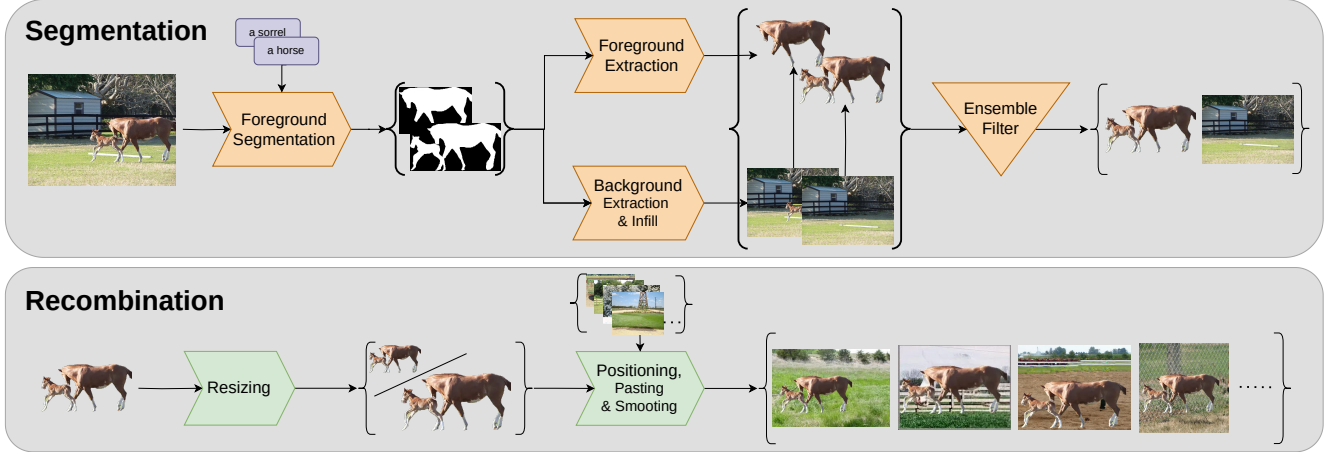 Segmentation
a sorrel
a horse
Foreground
Segmentation
Foreground
Extraction
Background
Extraction
& Infill
Ensemble
Filter
Recombination
Resizing
Positioning,
Pasting
& Smooting